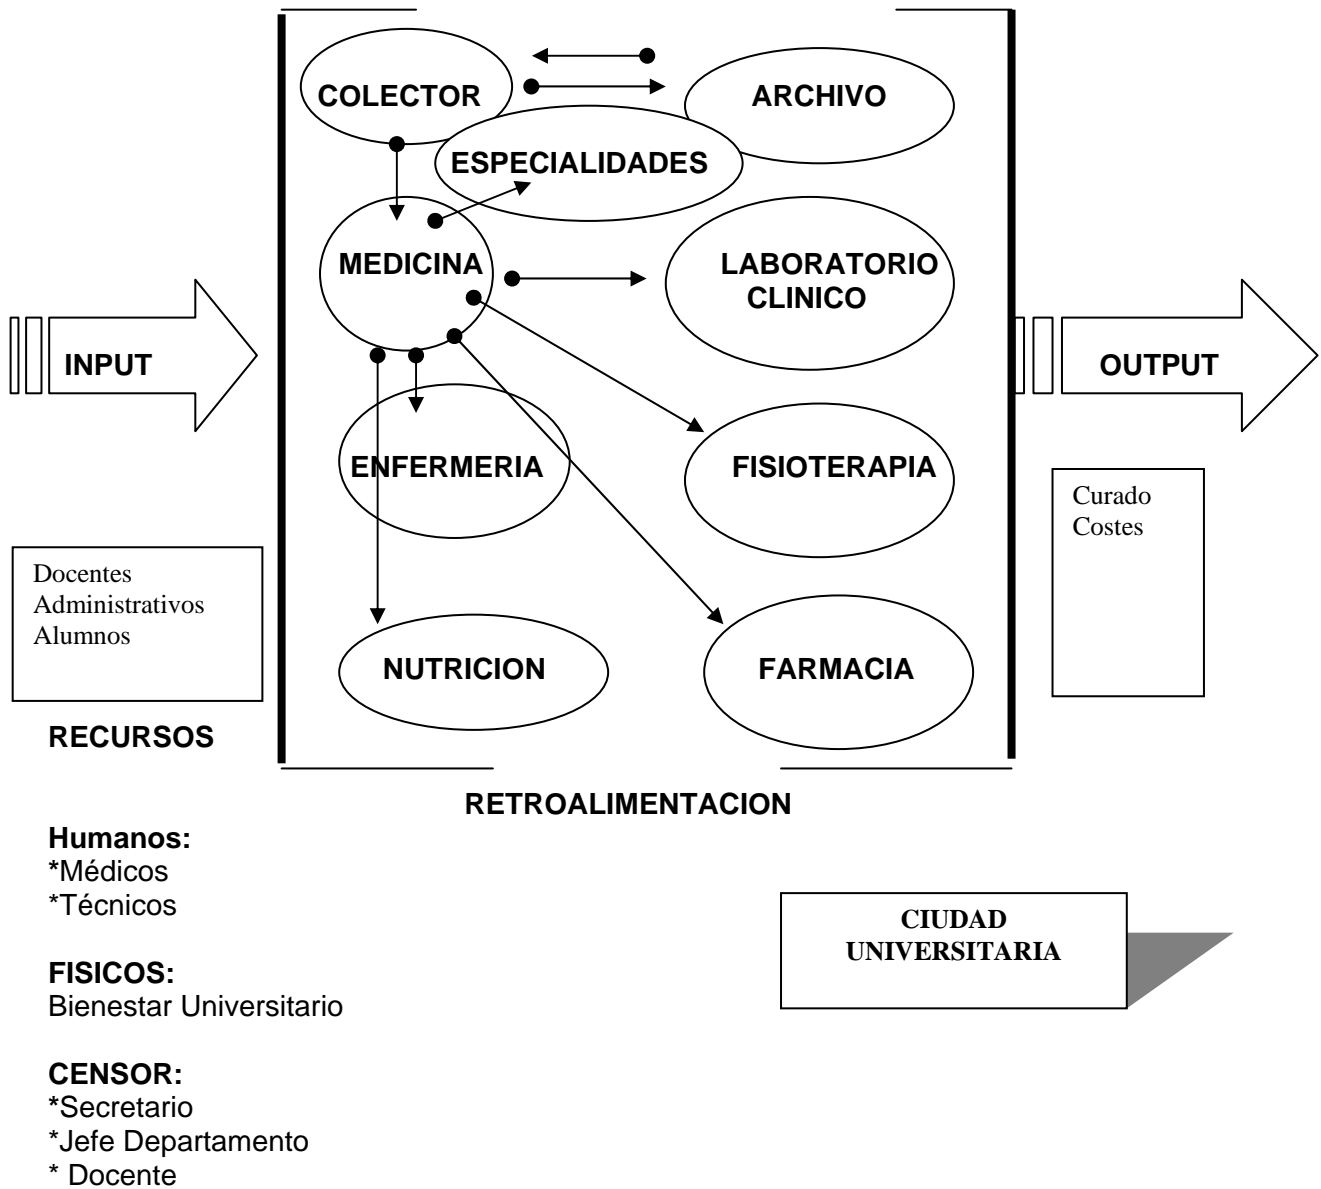 COLECTOR
ARCHIVO
ESPECIALIDADES
MEDICINA
LABORATORIO
CLINICO
INPUT
OUTPUT
ENFERMERIA
FISIOTERAPIA
Curado
Costes
Docentes
Administrativos
Alumnos
NUTRICION
FARMACIA
RECURSOS
RETROALIMENTACION
Humanos:
*Médicos
*Técnicos
CIUDAD
UNIVERSITARIA
FISICOS:
Bienestar Universitario
CENSOR:
*Secretario
*Jefe Departamento
* Docente